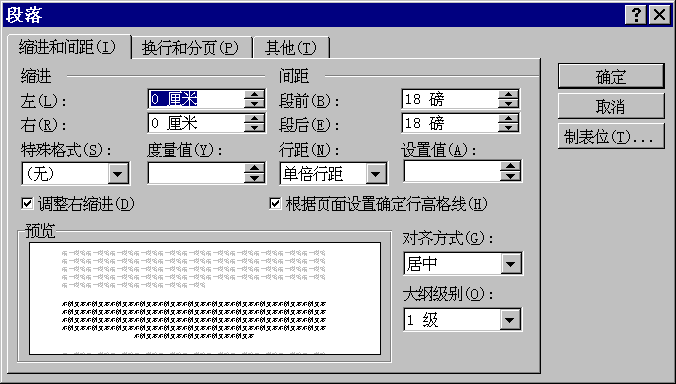 段落
缩进和间距(I) 换行和分页(P) 其他(T)
缩进 间距
左(L): 0 厘米 段前(B): 18 磅
右(R): 0 厘米 段后(E): 18 磅
特殊格式(S): 度量值(Y): 行距(N): 设置值(A):
(无) 单倍行距
调整右缩进(D) 根据页面设置确定行高格线(H)
预览
对齐方式(G):
居中
大纲级别(O):
1 级
确定
取消
制表位(T)...